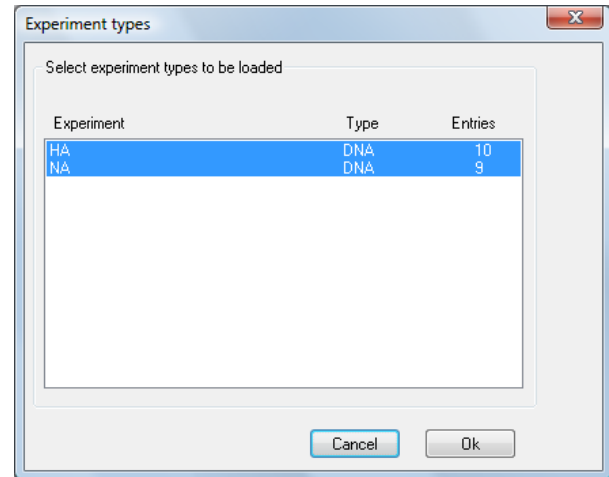 Experiment types
Select experiment types to be loaded
Experiment Type Entries
HA DNA 10
NA DNA 9
Cancel Ok